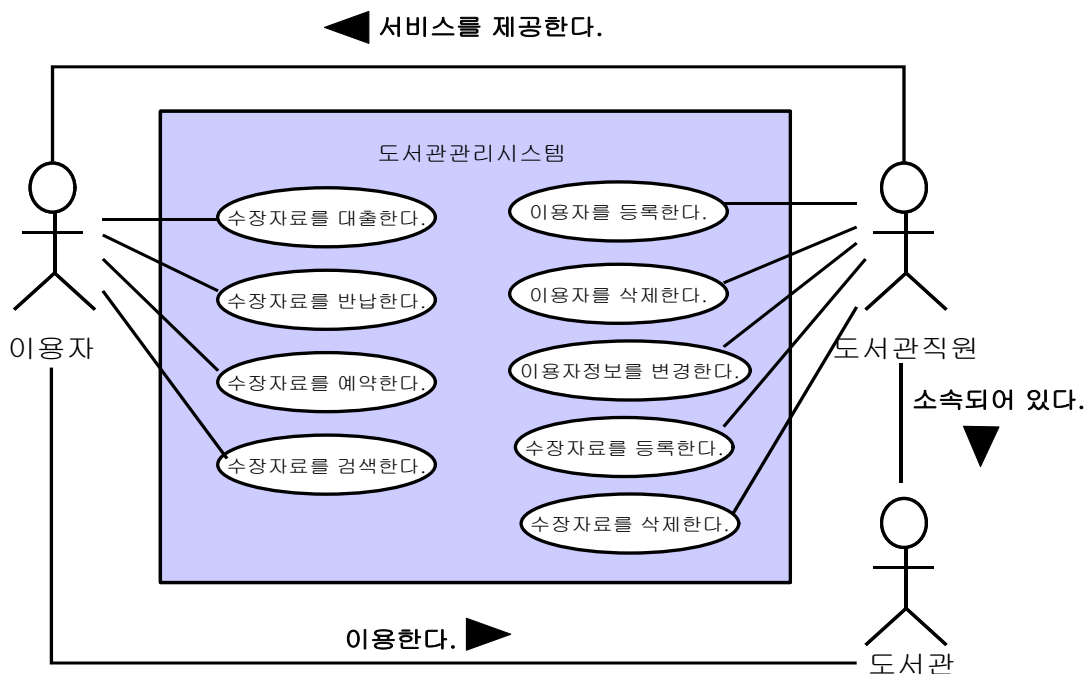 서비스를 제공한다.
도서관관리시스템
수장자료를 대출한다.
이용자를 등록한다.
수장자료를 반납한다.
이용자를 삭제한다.
이용자
도서관직원
수장자료를 예약한다.
이용자정보를 변경한다.
소속되어 있다.
수장자료를 검색한다.
수장자료를 등록한다.
수장자료를 삭제한다.
이용한다.
도서관